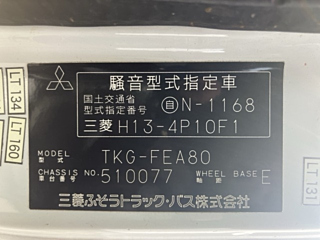 騒音型式指定車
国土交通省
型式指定番号 自 N-1168
三菱 H13-4P10F1
MODEL
型式 TKG-FEA80
CHASSIS NO.
車台番号 510077 WHEEL BASE
軸距 E
三菱ふそうトラック・バス株式会社
LT134
LT160
LT131